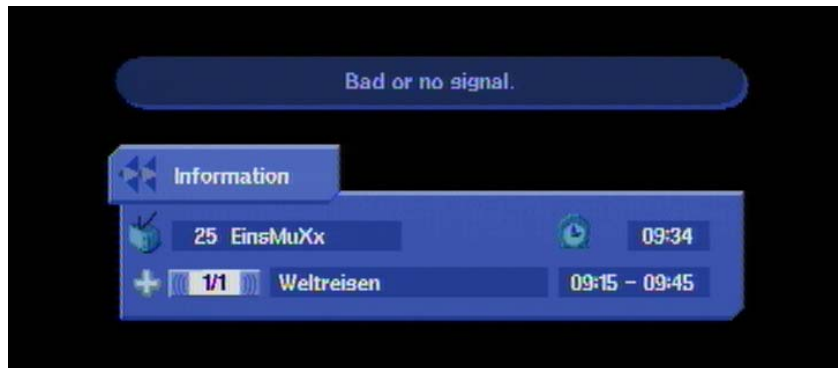 Bad or no signal.
Information
25 EinsMuXx 09:34
1/1 Weltreisen 09:15 - 09:45